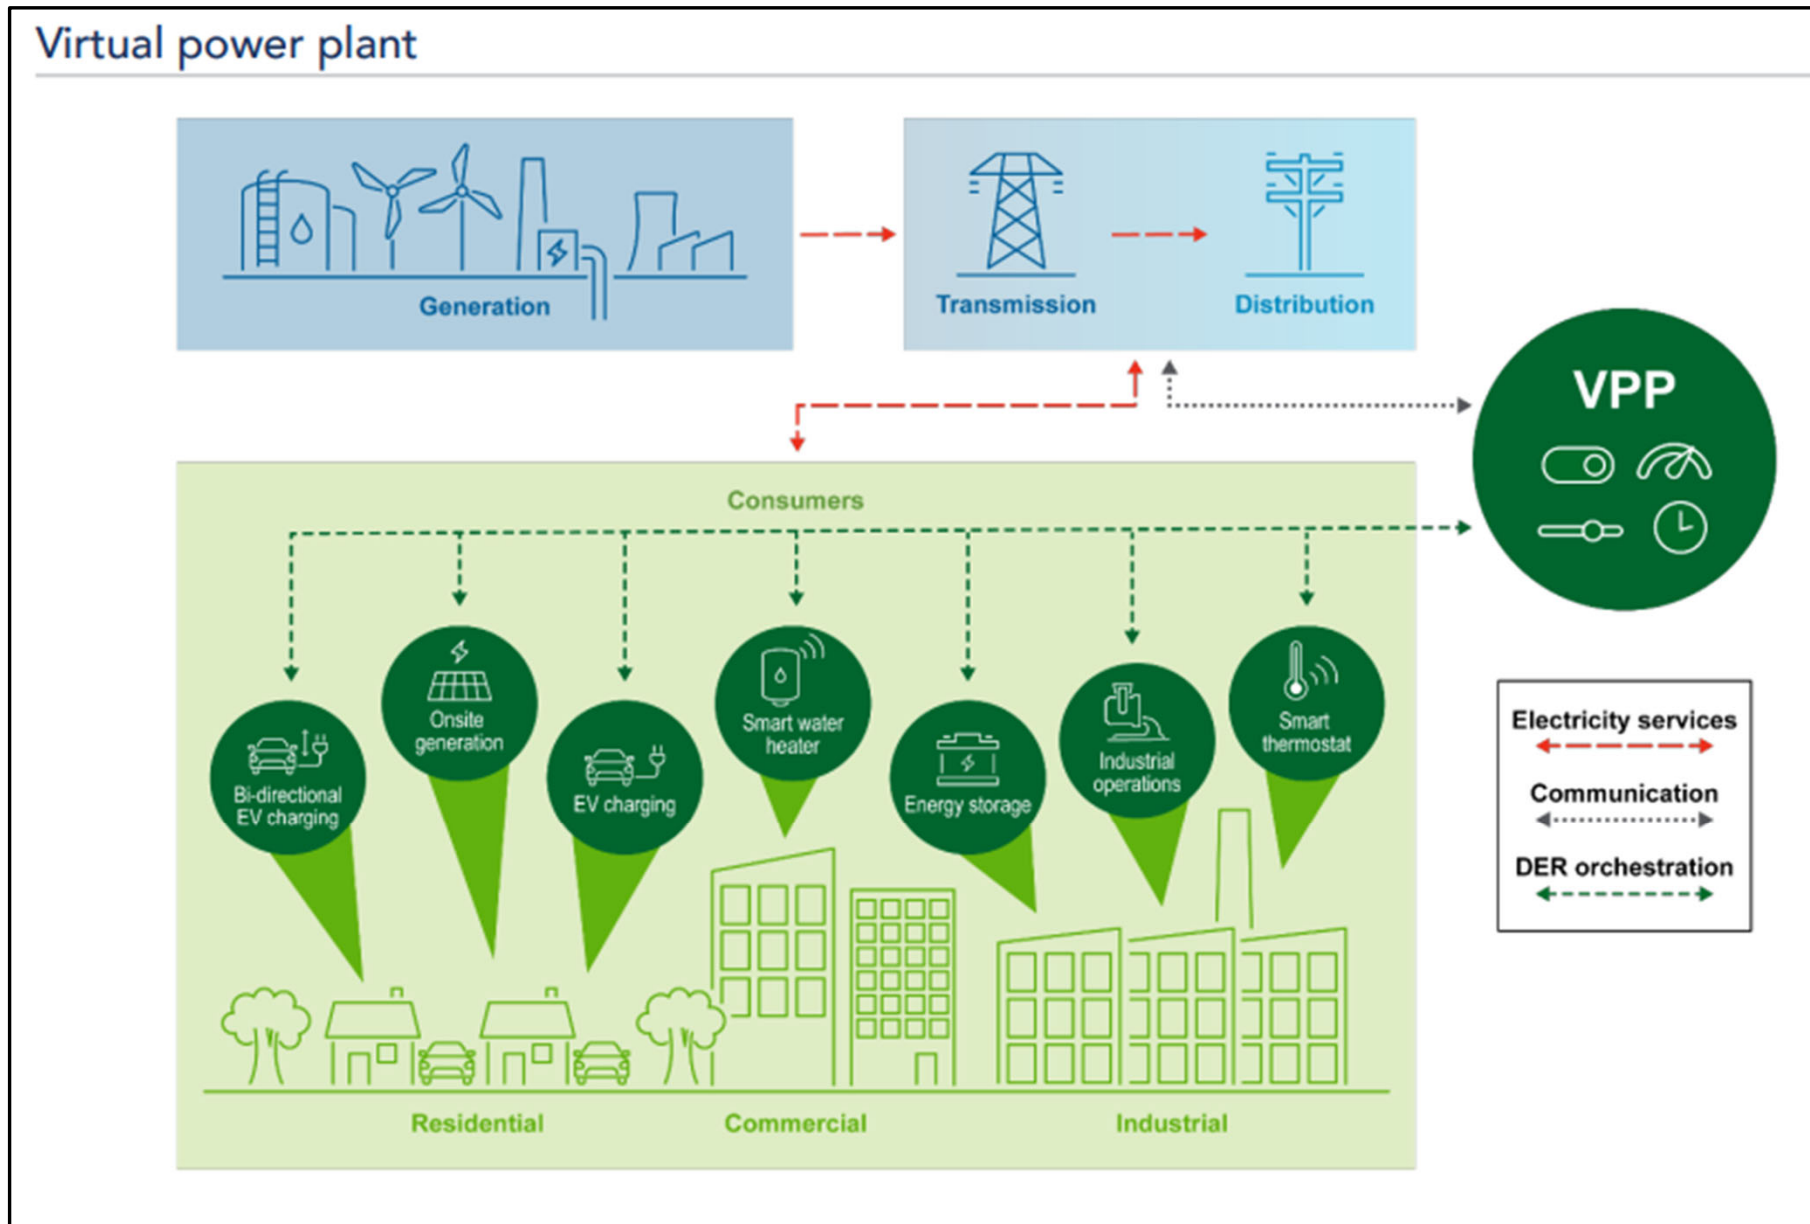 Virtual power plant
Generation
Transmission
Distribution
VPP
Consumers
Bi-directional
EV charging
Onsite
generation
EV charging
Smart water
heater
Energy storage
Industrial
operations
Smart
thermostat
Residential
Commercial
Industrial
Electricity services
Communication
DER orchestration